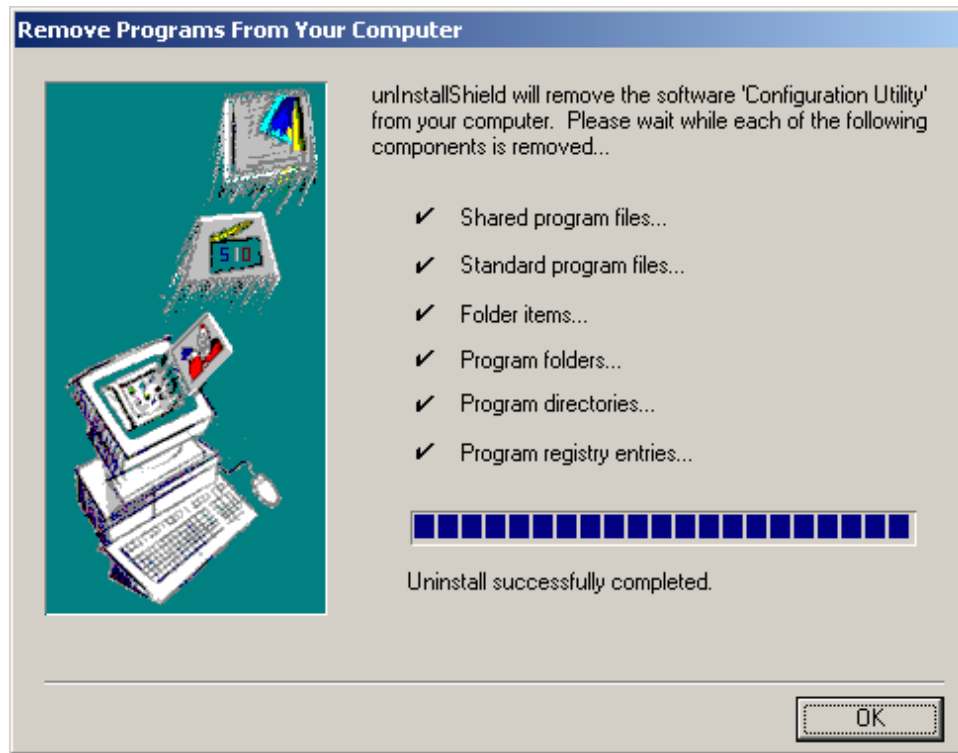 Remove Programs From Your Computer
unInstallShield will remove the software 'Configuration Utility'
from your computer.  Please wait while each of the following
components is removed...
✔ Shared program files...
✔ Standard program files...
✔ Folder items...
✔ Program folders...
✔ Program directories...
✔ Program registry entries...
Uninstall successfully completed.
OK